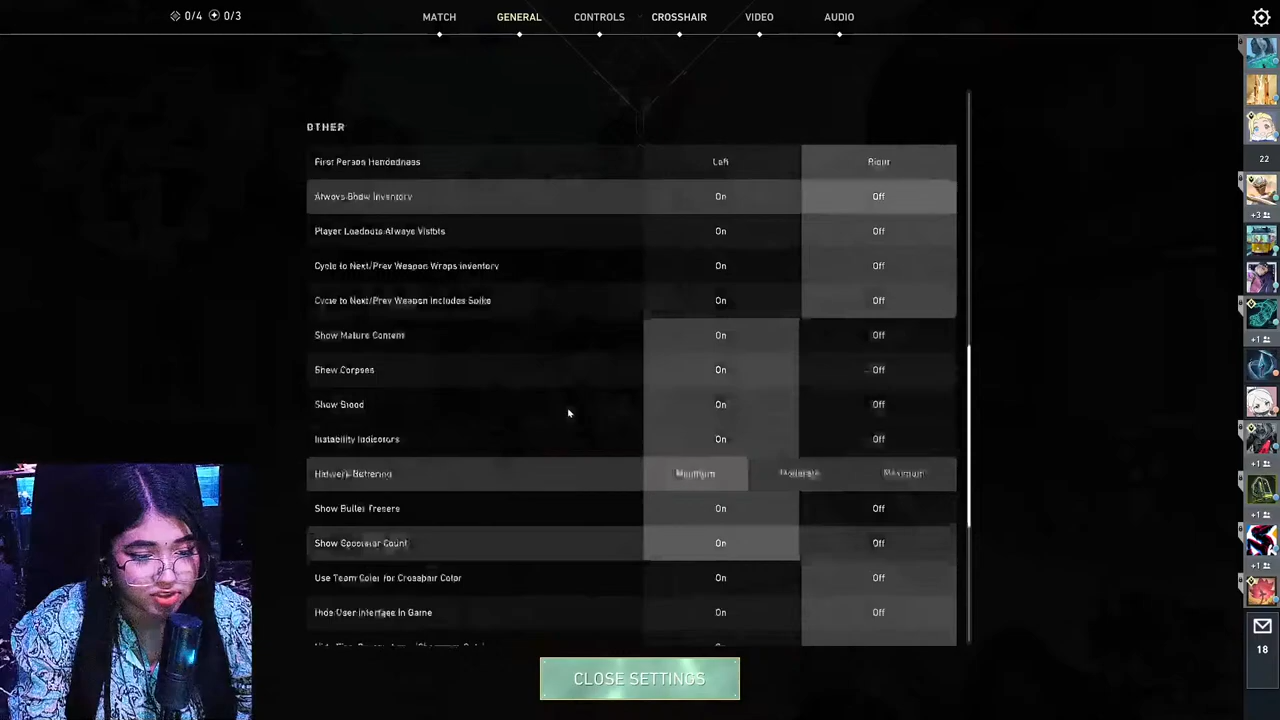 0/4 0/3
MATCH GENERAL CONTROLS CROSSHAIR VIDEO AUDIO
OTHER
First Person Handedness Left Right
Always Show Inventory On Off
Player Loadouts Always Visible On Off
Cycle to Next/Prev Weapon Wraps Inventory On Off
Cycle to Next/Prev Weapon Includes Spike On Off
Show Mature Content On Off
Show Corpses On Off
Show Blood On Off
Instability Indicators On Off
Network Buffering Minimum Moderate Maximum
Show Bullet Tracers On Off
Show Spectator Count On Off
Use Team Color for Crosshair Color On Off
Hide User Interface In Game On Off
CLOSE SETTINGS
22
+3
+1
+1
+1
+1
18